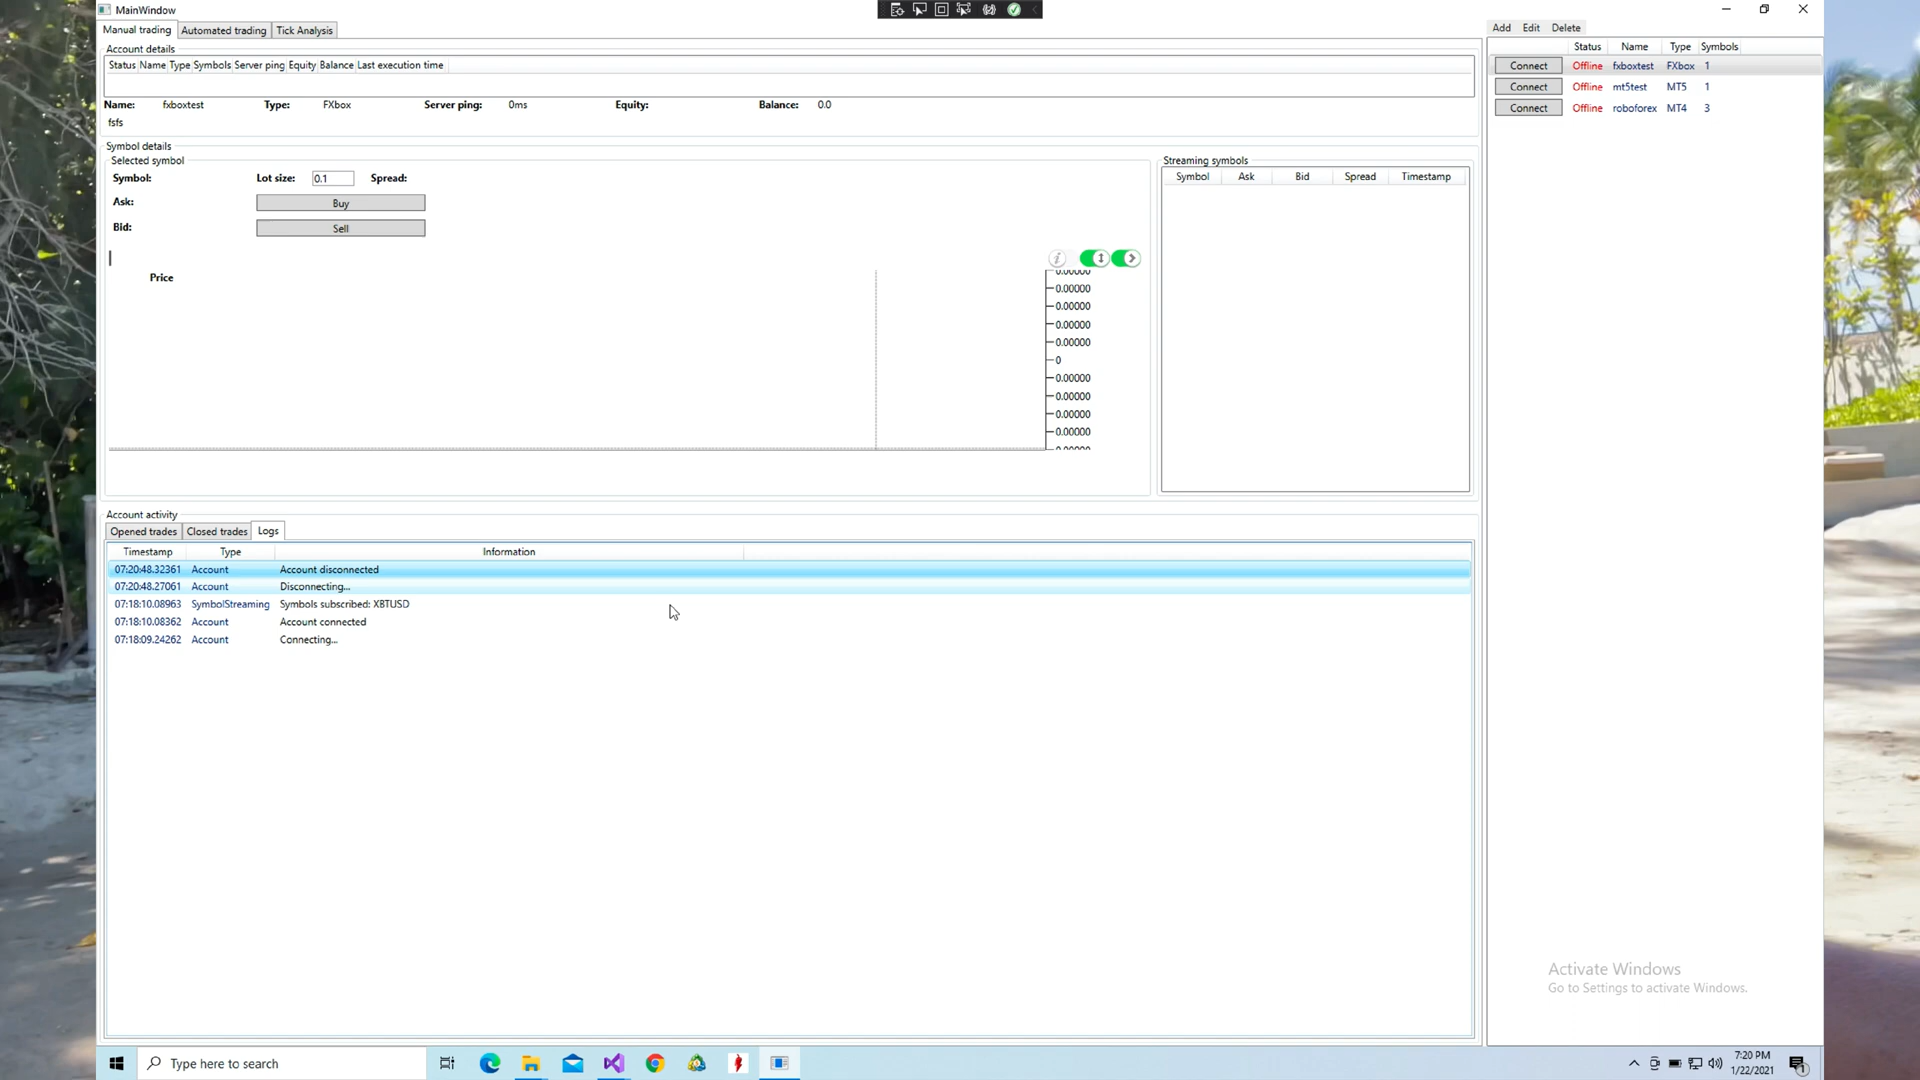 MainWindow
Manual trading Automated trading Tick Analysis
Account details
Status Name Type Symbols Server ping Equity Balance Last execution time
Name: fxboxtest Type: FXbox Server ping: 0ms Equity: Balance: 0.0
fsfs
Symbol details
Selected symbol
Symbol: Lot size: 0.1 Spread:
Ask: Buy
Bid: Sell
Price
0.00000
0.00000
0.00000
0.00000
0.00000
0
0.00000
0.00000
0.00000
0.00000
0.00000
Streaming symbols
Symbol Ask Bid Spread Timestamp
Account activity
Opened trades Closed trades Logs
Timestamp Type Information
07:20:48.32361 Account Account disconnected
07:20:48.27061 Account Disconnecting...
07:18:10.08963 SymbolStreaming Symbols subscribed: XBTUSD
07:18:10.08362 Account Account connected
07:18:09.24262 Account Connecting...
Add Edit Delete
Status Name Type Symbols
Connect Offline fxboxtest FXbox 1
Connect Offline mt5test MT5 1
Connect Offline roboforex MT4 3
Activate Windows
Go to Settings to activate Windows.
Type here to search
7:20 PM
1/22/2021
1